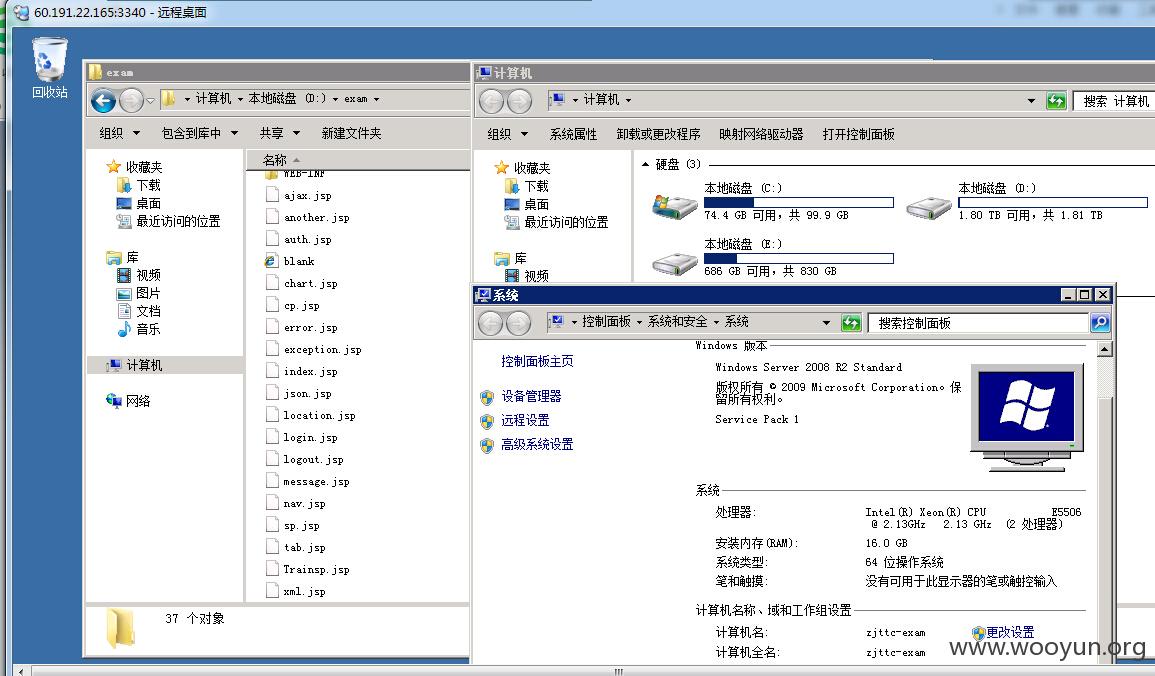 60.191.22.165:3340 - 远程桌面
回收站
exam
计算机 本地磁盘 (D:) exam
组织 包含到库中 共享 新建文件夹
收藏夹
下载
桌面
最近访问的位置
库
视频
图片
文档
音乐
计算机
网络
名称
WEB-INF
ajax.jsp
another.jsp
auth.jsp
blank
chart.jsp
cp.jsp
error.jsp
exception.jsp
index.jsp
json.jsp
location.jsp
login.jsp
logout.jsp
message.jsp
nav.jsp
sp.jsp
tab.jsp
Trainsp.jsp
xml.jsp
37 个对象
计算机
计算机
搜索 计算机
组织 系统属性 卸载或更改程序 映射网络驱动器 打开控制面板
收藏夹
下载
桌面
最近访问的位置
库
视频
硬盘 (3)
本地磁盘 (C:)
74.4 GB 可用，共 99.9 GB
本地磁盘 (D:)
1.80 TB 可用，共 1.81 TB
本地磁盘 (E:)
686 GB 可用，共 830 GB
系统
控制面板 系统和安全 系统
搜索控制面板
控制面板主页
设备管理器
远程设置
高级系统设置
Windows 版本
Windows Server 2008 R2 Standard
版权所有 © 2009 Microsoft Corporation。保
留所有权利。
Service Pack 1
系统
处理器: Intel(R) Xeon(R) CPU E5506
@ 2.13GHz 2.13 GHz (2 处理器)
安装内存(RAM): 16.0 GB
系统类型: 64 位操作系统
笔和触摸: 没有可用于此显示器的笔或触控输入
计算机名称、域和工作组设置
计算机名: zjttc-exam 更改设置
计算机全名: zjttc-exam
www.wooyun.org